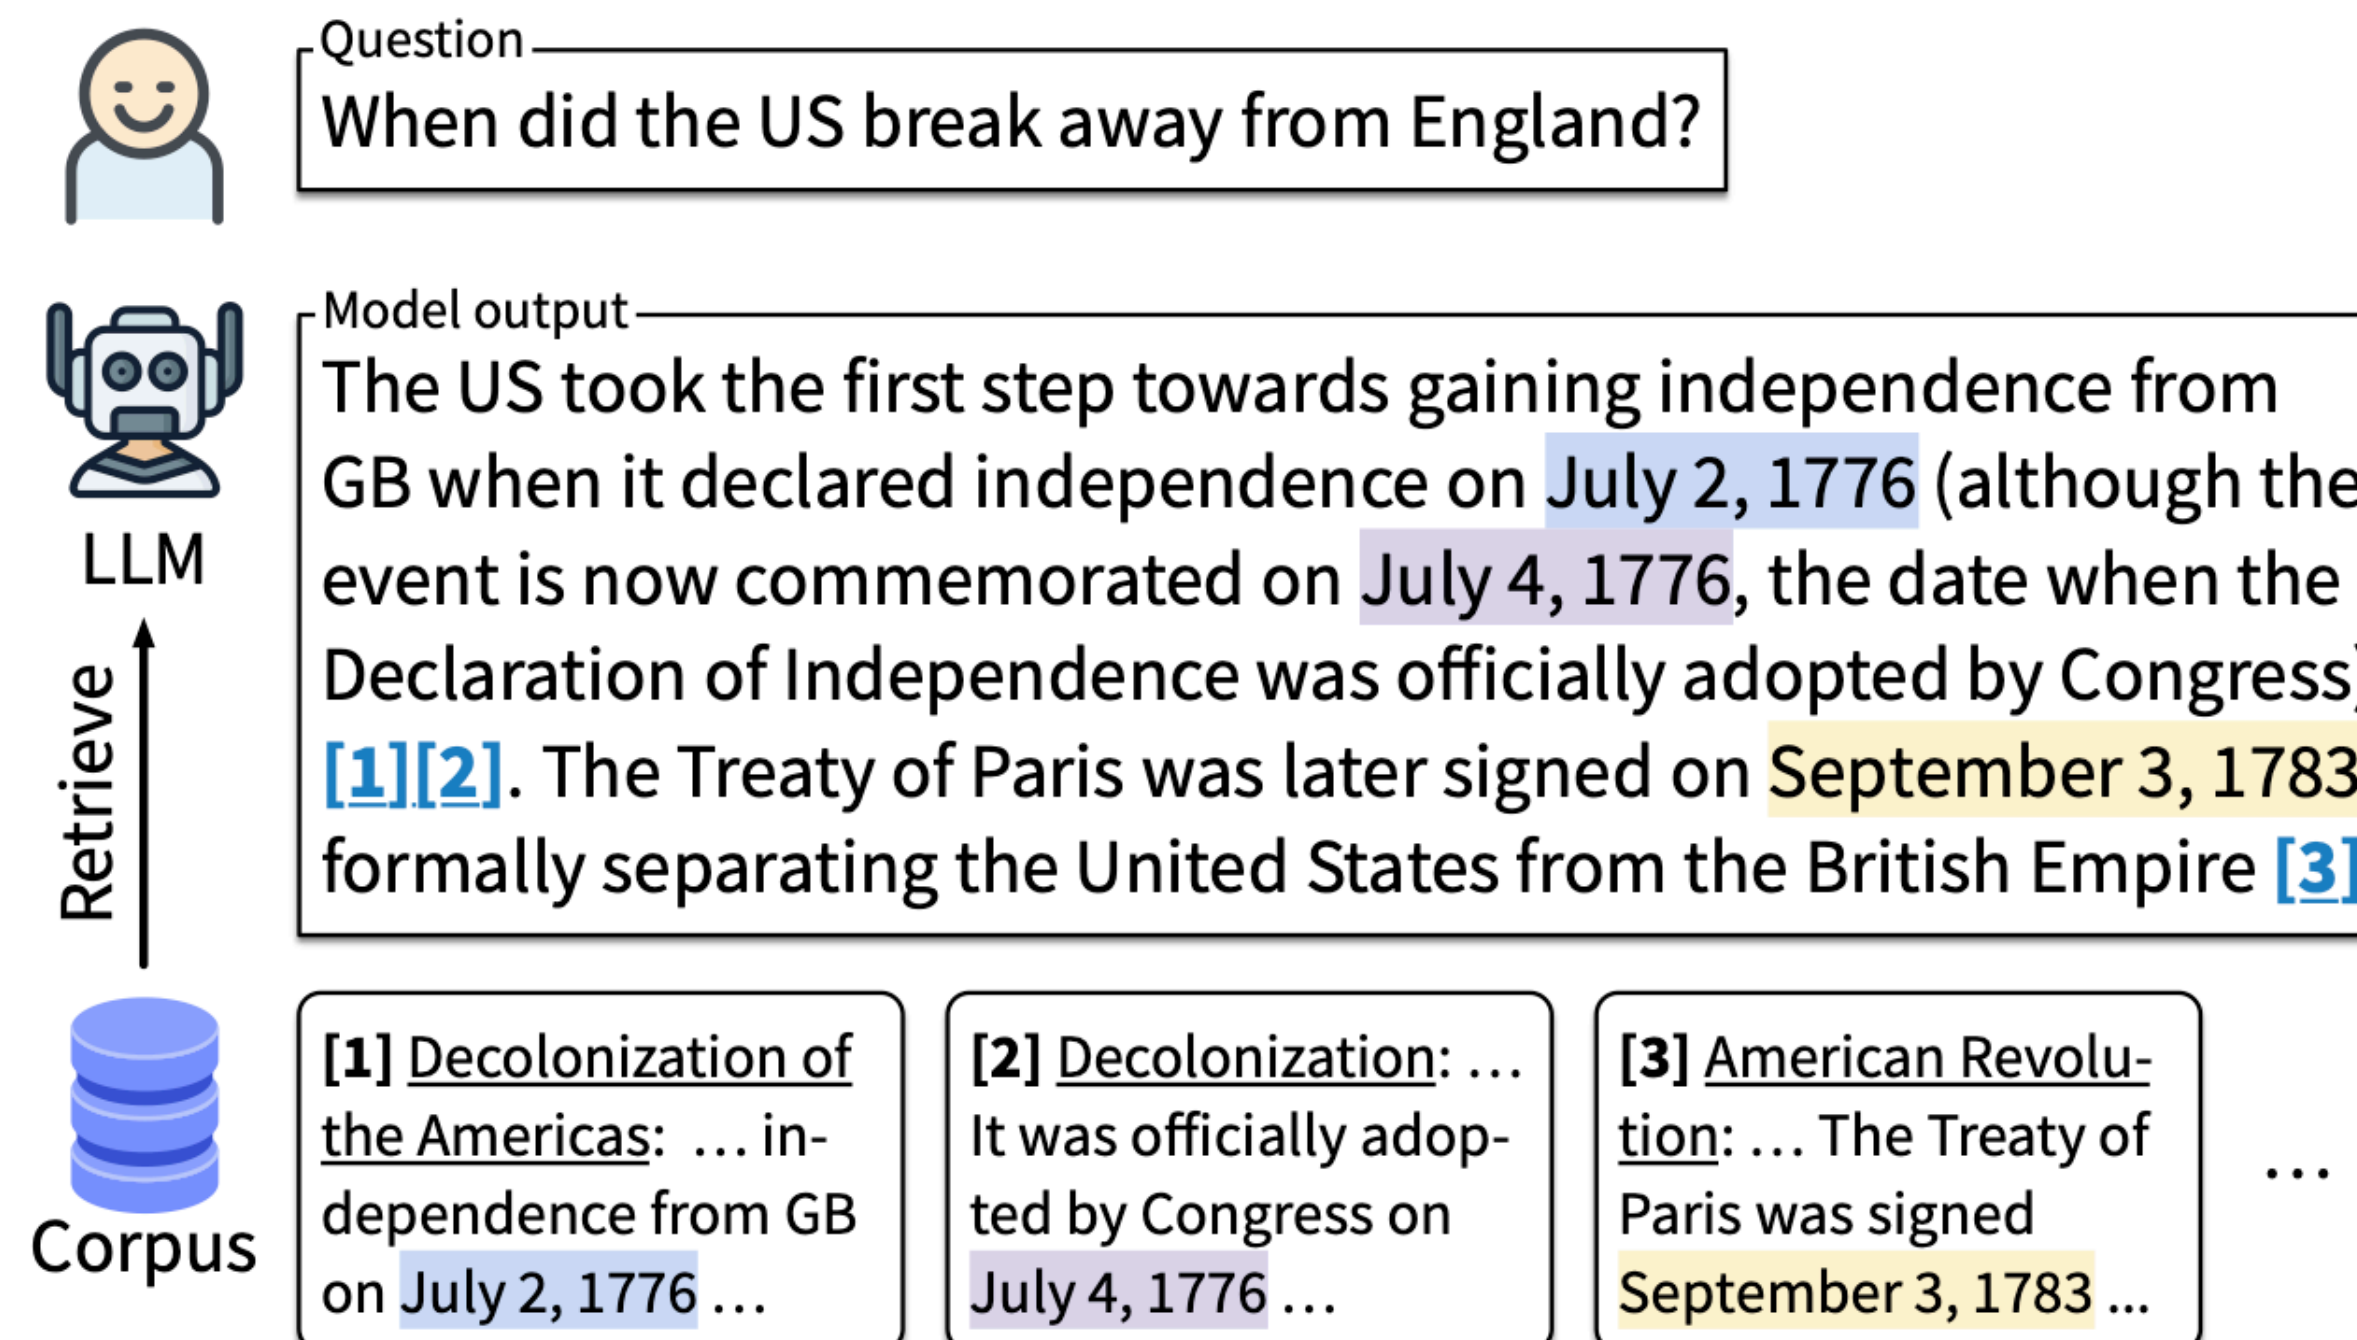 Question
When did the US break away from England?
Model output
The US took the first step towards gaining independence from
GB when it declared independence on July 2, 1776 (although the
event is now commemorated on July 4, 1776, the date when the
Declaration of Independence was officially adopted by Congress)
[1][2]. The Treaty of Paris was later signed on September 3, 1783
formally separating the United States from the British Empire [3]
LLM
Retrieve
Corpus
[1] Decolonization of
the Americas: … in-
dependence from GB
on July 2, 1776 …
[2] Decolonization: …
It was officially adop-
ted by Congress on
July 4, 1776 …
[3] American Revolu-
tion: … The Treaty of
Paris was signed
September 3, 1783 ...
…